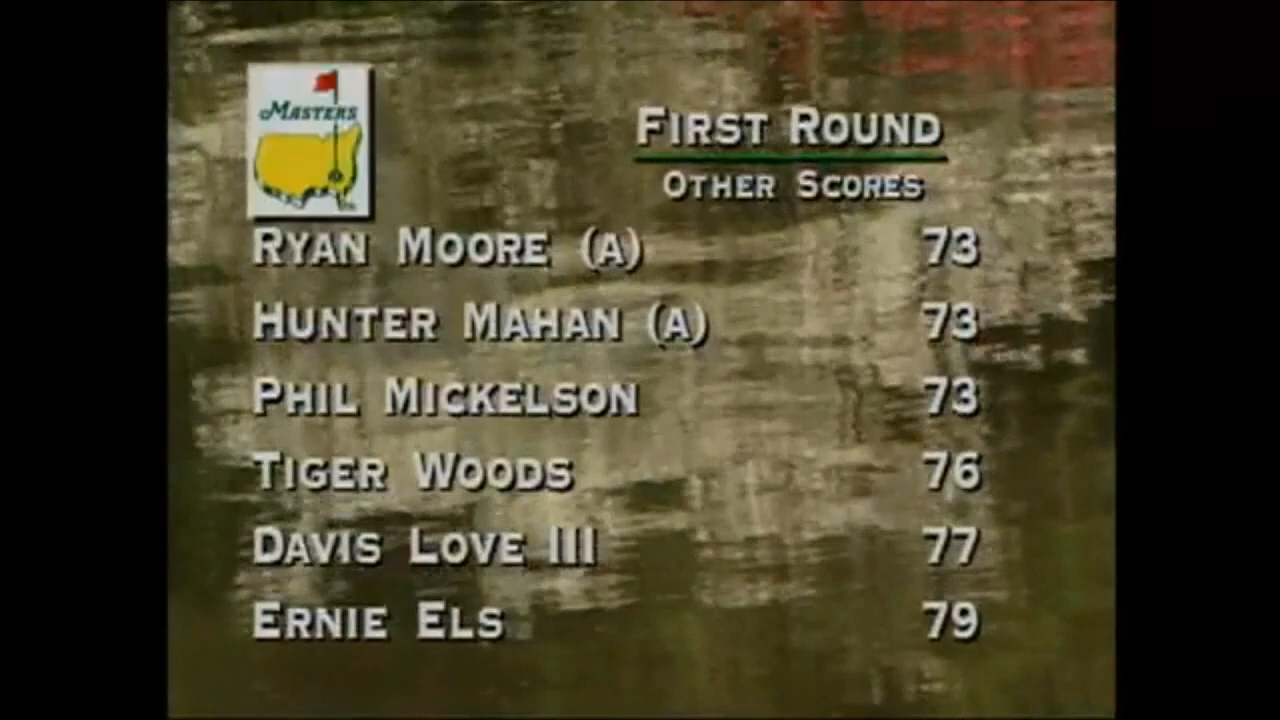 Masters
First Round
Other Scores
Ryan Moore (a) 73
Hunter Mahan (a) 73
Phil Mickelson 73
Tiger Woods 76
Davis Love III 77
Ernie Els 79